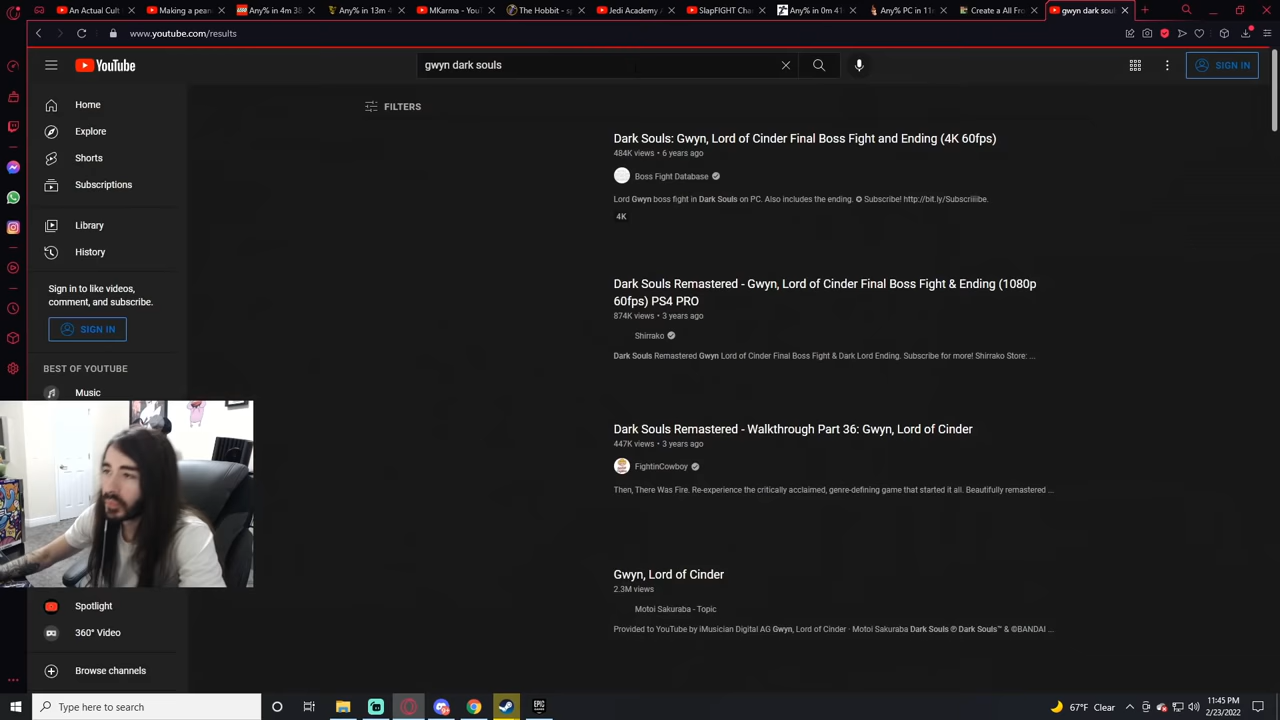 An Actual Cult
Making a pean
Any% in 4m 38
Any% in 13m 4
MKarma - YouT
The Hobbit - sp
Jedi Academy
SlapFIGHT Cha
Any% in 0m 41
Any% PC in 11m
Create a All Fro
gwyn dark soul
www.youtube.com/results
YouTube
gwyn dark souls
SIGN IN
FILTERS
Home
Explore
Shorts
Subscriptions
Library
History
Sign in to like videos,
comment, and subscribe.
SIGN IN
BEST OF YOUTUBE
Music
Spotlight
360° Video
Browse channels
Dark Souls: Gwyn, Lord of Cinder Final Boss Fight and Ending (4K 60fps)
484K views • 6 years ago
Boss Fight Database
Lord Gwyn boss fight in Dark Souls on PC. Also includes the ending. ✪ Subscribe! http://bit.ly/Subscriiiibe.
4K
Dark Souls Remastered - Gwyn, Lord of Cinder Final Boss Fight & Ending (1080p
60fps) PS4 PRO
874K views • 3 years ago
Shirrako
Dark Souls Remastered Gwyn Lord of Cinder Final Boss Fight & Dark Lord Ending. Subscribe for more! Shirrako Store: ...
Dark Souls Remastered - Walkthrough Part 36: Gwyn, Lord of Cinder
447K views • 3 years ago
FightinCowboy
Then, There Was Fire. Re-experience the critically acclaimed, genre-defining game that started it all. Beautifully remastered ...
Gwyn, Lord of Cinder
2.3M views
Motoi Sakuraba - Topic
Provided to YouTube by iMusician Digital AG Gwyn, Lord of Cinder · Motoi Sakuraba Dark Souls ℗ Dark Souls™ & ©BANDAI ...
Type here to search
EPIC
67°F Clear
11:45 PM
2/23/2022